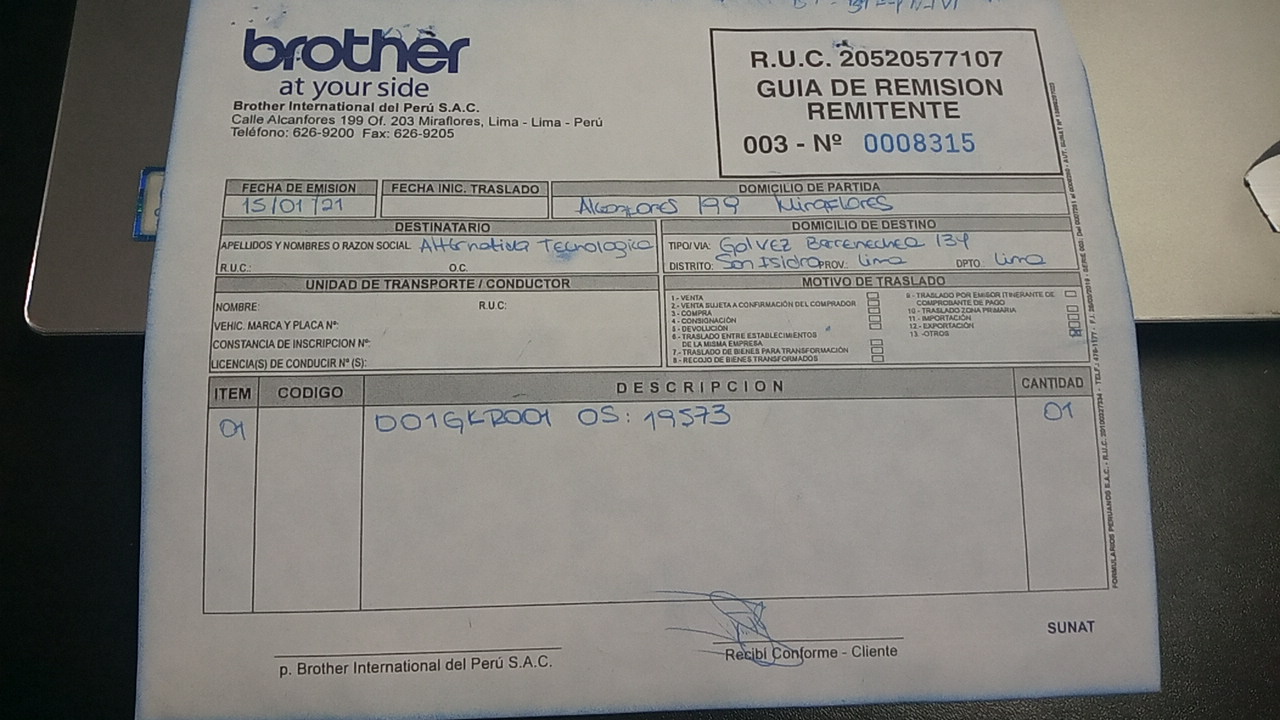 brother
at your side
Brother International del Perú S.A.C.
Calle Alcanfores 199 Of. 203 Miraflores, Lima - Lima - Perú
Teléfono: 626-9200 Fax: 626-9205
R.U.C. 20520577107
GUIA DE REMISION
REMITENTE
003 - Nº 0008315
FECHA DE EMISION
15/01/21
FECHA INIC. TRASLADO
DOMICILIO DE PARTIDA
Alcanfores 199 Miraflores
DESTINATARIO
APELLIDOS Y NOMBRES O RAZON SOCIAL: Alternativa Tecnologica
R.U.C.: O.C.
DOMICILIO DE DESTINO
TIPO/VIA: Galvez Barrenechea 134
DISTRITO: San Isidro PROV.: Lima DPTO. Lima
UNIDAD DE TRANSPORTE / CONDUCTOR
NOMBRE: R.U.C:
VEHIC. MARCA Y PLACA Nº:
CONSTANCIA DE INSCRIPCION Nº:
LICENCIA(S) DE CONDUCIR Nº (S):
MOTIVO DE TRASLADO
1 - VENTA
2 - VENTA SUJETA A CONFIRMACIÓN DEL COMPRADOR
3 - COMPRA
4 - CONSIGNACIÓN
5 - DEVOLUCIÓN
6 - TRASLADO ENTRE ESTABLECIMIENTOS
DE LA MISMA EMPRESA
7 - TRASLADO DE BIENES PARA TRANSFORMACIÓN
8 - RECOJO DE BIENES TRANSFORMADOS
9 - TRASLADO POR EMISOR ITINERANTE DE
COMPROBANTE DE PAGO
10 - TRASLADO ZONA PRIMARIA
11 - IMPORTACIÓN
12 - EXPORTACIÓN
13 - OTROS
ITEM CODIGO DESCRIPCION CANTIDAD
01 D01GKR001 OS: 19573 01
p. Brother International del Perú S.A.C.
Recibí Conforme - Cliente
SUNAT
FORMULARIOS PERUANOS S.A.C.